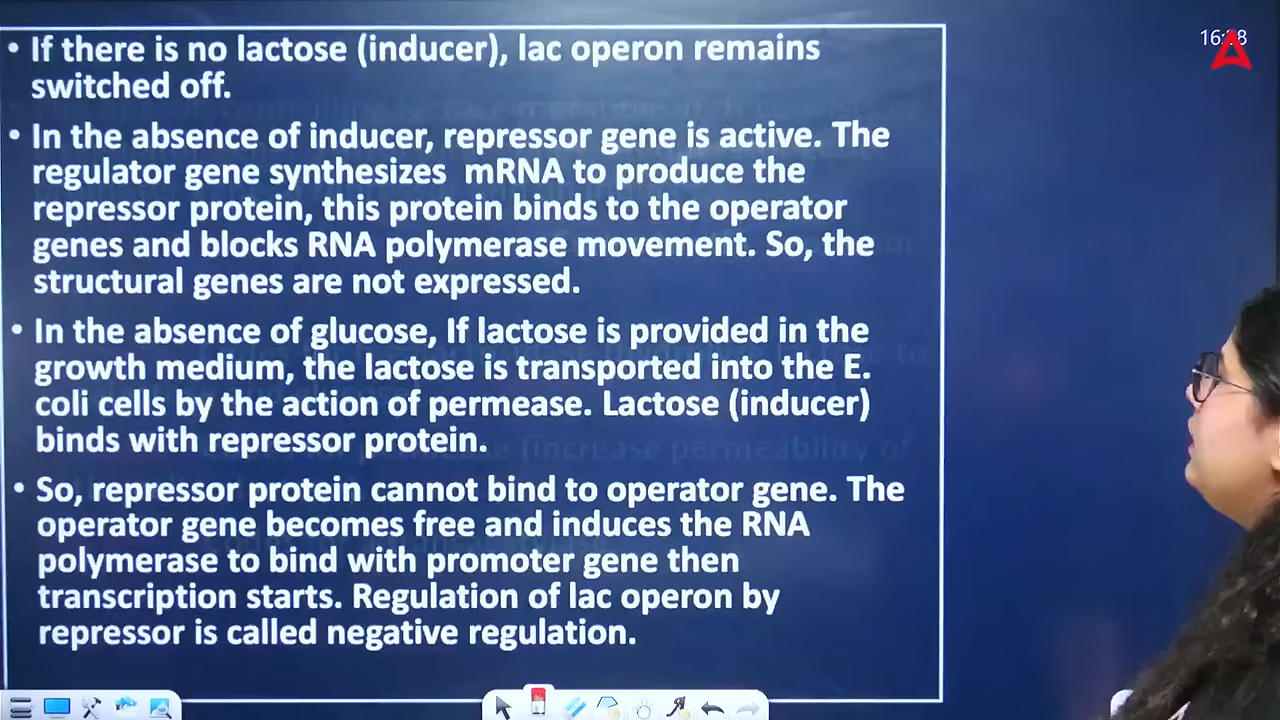 • If there is no lactose (inducer), lac operon remains
switched off.
• In the absence of inducer, repressor gene is active. The
regulator gene synthesizes mRNA to produce the
repressor protein, this protein binds to the operator
genes and blocks RNA polymerase movement. So, the
structural genes are not expressed.
• In the absence of glucose, If lactose is provided in the
growth medium, the lactose is transported into the E.
coli cells by the action of permease. Lactose (inducer)
binds with repressor protein.
• So, repressor protein cannot bind to operator gene. The
operator gene becomes free and induces the RNA
polymerase to bind with promoter gene then
transcription starts. Regulation of lac operon by
repressor is called negative regulation.